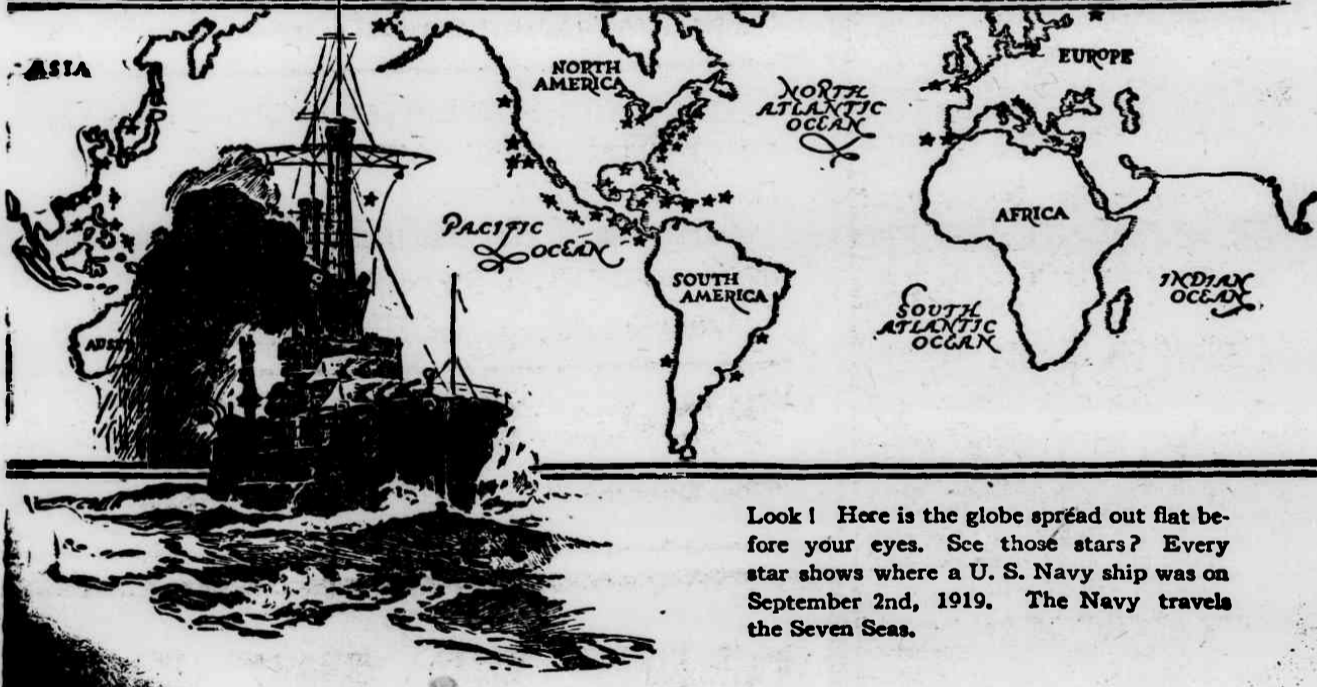 ASIA
NORTH
AMERICA
NORTH
ATLANTIC
OCEAN
EUROPE
PACIFIC
OCEAN
AFRICA
SOUTH
AMERICA
INDIAN
OCEAN
SOUTH
ATLANTIC
OCEAN
Look! Here is the globe spread out flat be-
fore your eyes. See those stars? Every
star shows where a U. S. Navy ship was on
September 2nd, 1919. The Navy travels
the Seven Seas.